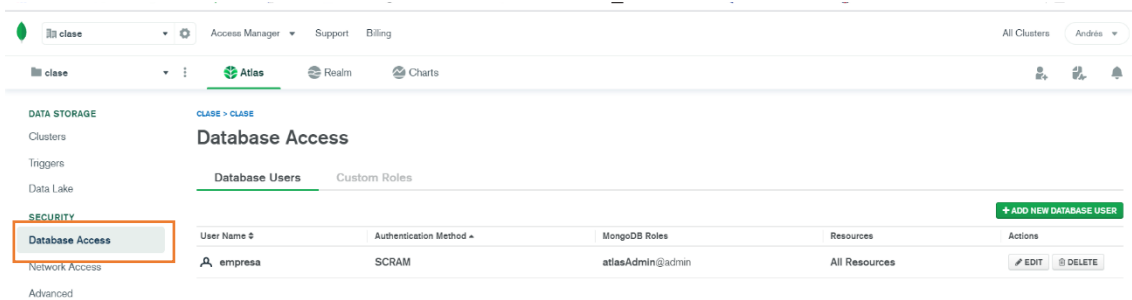 clase Access Manager Support Billing All Clusters Andrés
clase Atlas Realm Charts
DATA STORAGE
Clusters
Triggers
Data Lake
SECURITY
Database Access
Network Access
Advanced
CLASE > CLASE
Database Access
Database Users Custom Roles
+ ADD NEW DATABASE USER
User Name Authentication Method MongoDB Roles Resources Actions
empresa SCRAM atlasAdmin@admin All Resources EDIT DELETE